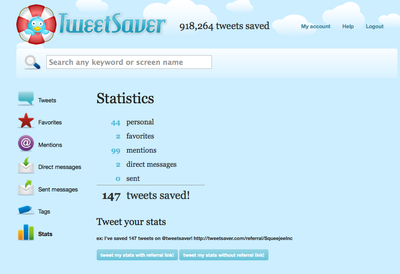 TweetSaver 918,264 tweets saved My account Help Logout
Search any keyword or screen name
Statistics
Tweets
Favorites
Mentions
Direct messages
Sent messages
Tags
Stats
44 personal
2 favorites
99 mentions
2 direct messages
0 sent
147 tweets saved!
Tweet your stats
ex: I've saved 147 tweets on @tweetsaver! http://tweetsaver.com/referral/SqueejeeInc
tweet my stats with referral link! tweet my stats without referral link!